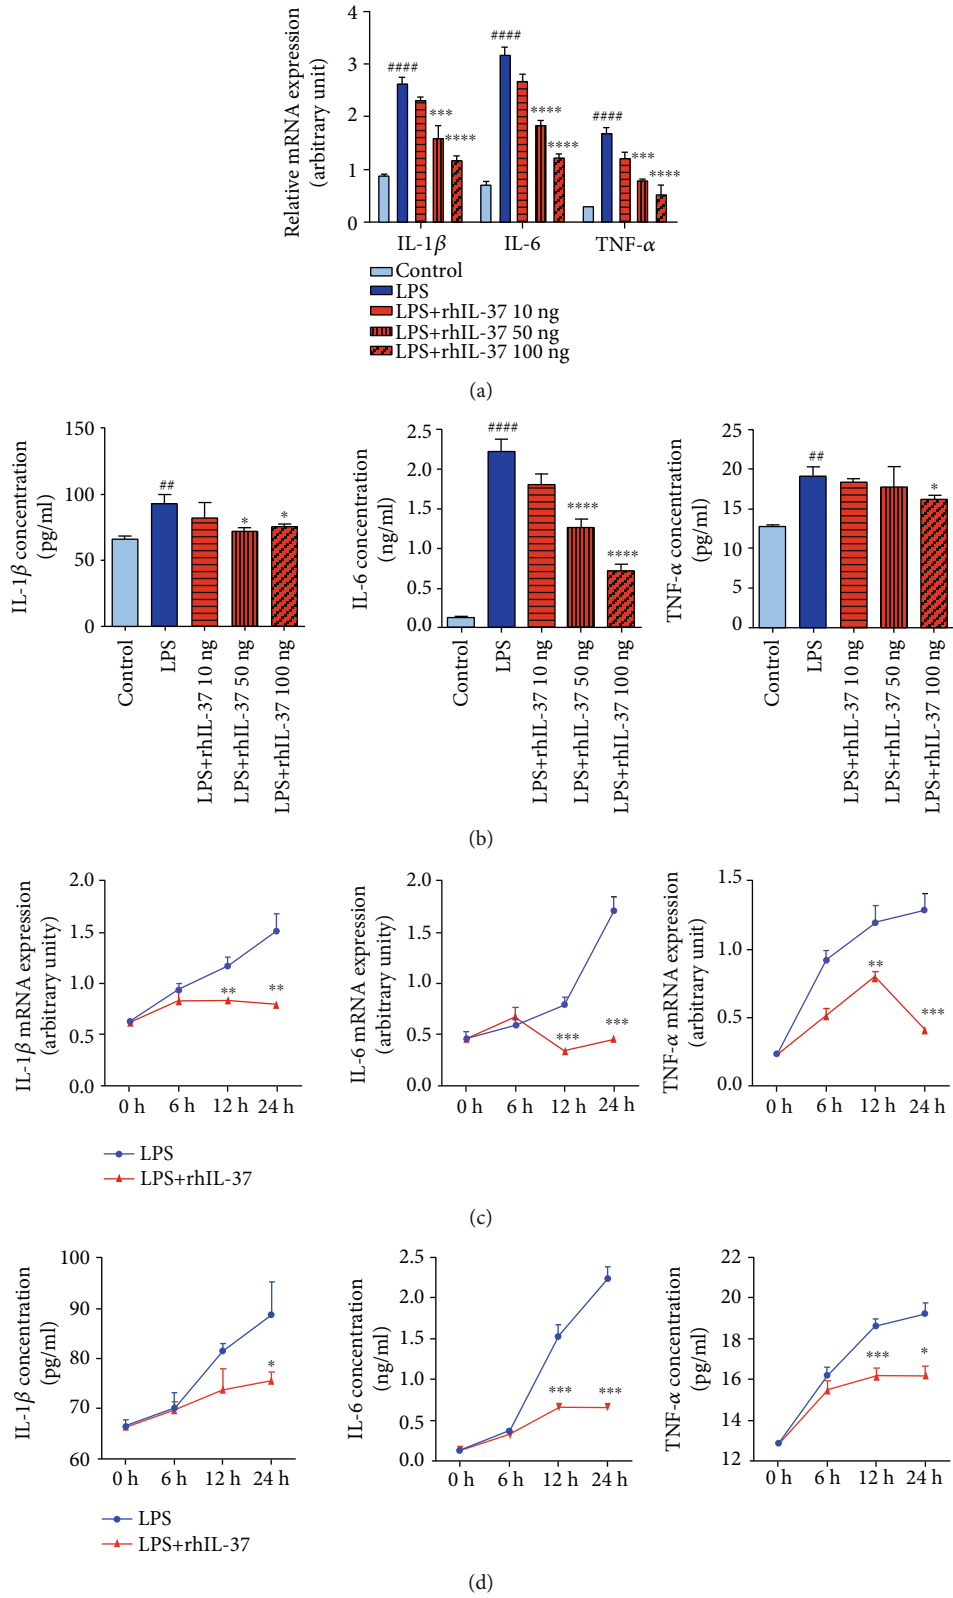 Relative mRNA expression
(arbitrary unit)
4
3
2
1
0
####
***
****
####
****
****
####
***
****
IL-1β
IL-6
TNF-α
Control
LPS
LPS+rhIL-37 10 ng
LPS+rhIL-37 50 ng
LPS+rhIL-37 100 ng
(a)
IL-1β concentration
(pg/ml)
150
100
50
0
##
*
*
Control
LPS
LPS+rhIL-37 10 ng
LPS+rhIL-37 50 ng
LPS+rhIL-37 100 ng
IL-6 concentration
(ng/ml)
2.5
2.0
1.5
1.0
0.5
0.0
####
****
****
Control
LPS
LPS+rhIL-37 10 ng
LPS+rhIL-37 50 ng
LPS+rhIL-37 100 ng
TNF-α concentration
(pg/ml)
25
20
15
10
5
0
##
*
Control
LPS
LPS+rhIL-37 10 ng
LPS+rhIL-37 50 ng
LPS+rhIL-37 100 ng
(b)
IL-1β mRNA expression
(arbitrary unity)
2.0
1.5
1.0
0.5
0.0
**
**
0 h
6 h
12 h
24 h
IL-6 mRNA expression
(arbitrary unity)
2.0
1.5
1.0
0.5
0.0
***
***
0 h
6 h
12 h
24 h
TNF-α mRNA expression
(arbitrary unit)
1.5
1.0
0.5
0.0
**
***
0 h
6 h
12 h
24 h
LPS
LPS+rhIL-37
(c)
IL-1β concentration
(pg/ml)
100
90
80
70
60
*
0 h
6 h
12 h
24 h
IL-6 concentration
(ng/ml)
2.5
2.0
1.5
1.0
0.5
0.0
***
***
0 h
6 h
12 h
24 h
TNF-α concentration
(pg/ml)
22
20
18
16
14
12
***
*
0 h
6 h
12 h
24 h
LPS
LPS+rhIL-37
(d)